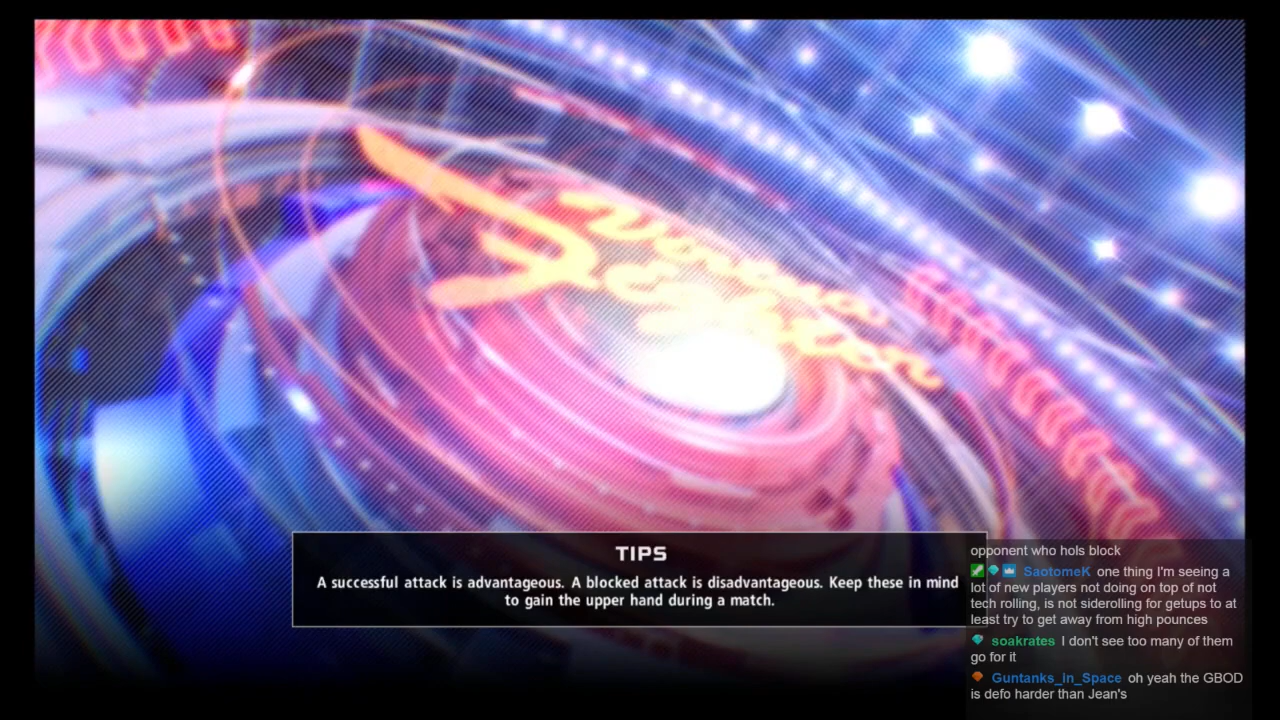 Virtua
Fighter
TIPS
A successful attack is advantageous. A blocked attack is disadvantageous. Keep these in mind
to gain the upper hand during a match.
opponent who hols block
SaotomeK one thing I'm seeing a
lot of new players not doing on top of not
tech rolling, is not siderolling for getups to at
least try to get away from high pounces
soakrates I don't see too many of them
go for it
Guntanks_in_Space oh yeah the GBOD
is defo harder than Jean's